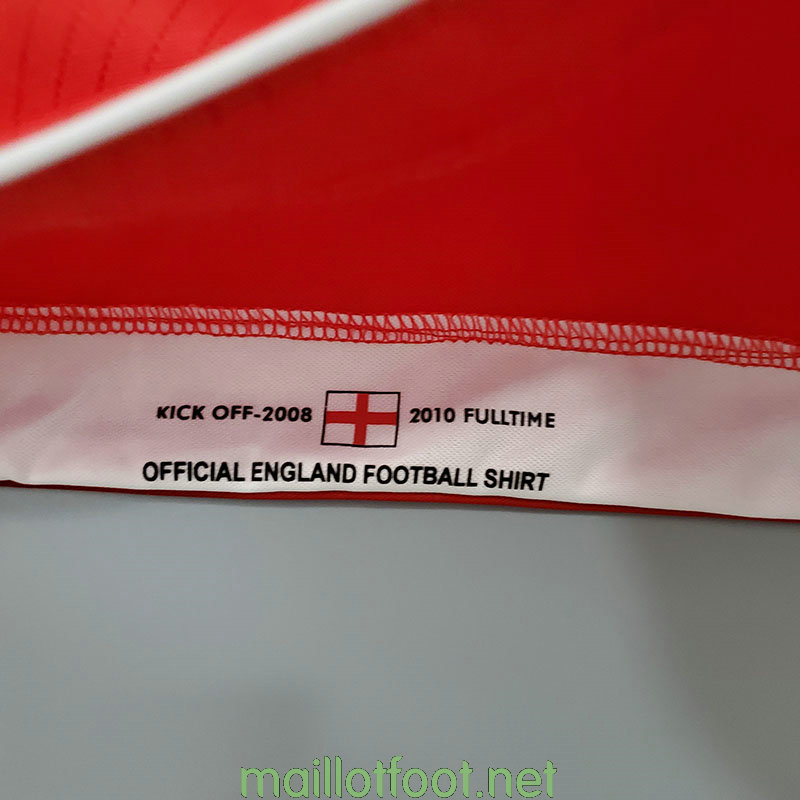 KICK OFF-2008 2010 FULLTIME
OFFICIAL ENGLAND FOOTBALL SHIRT
maillotfoot.net